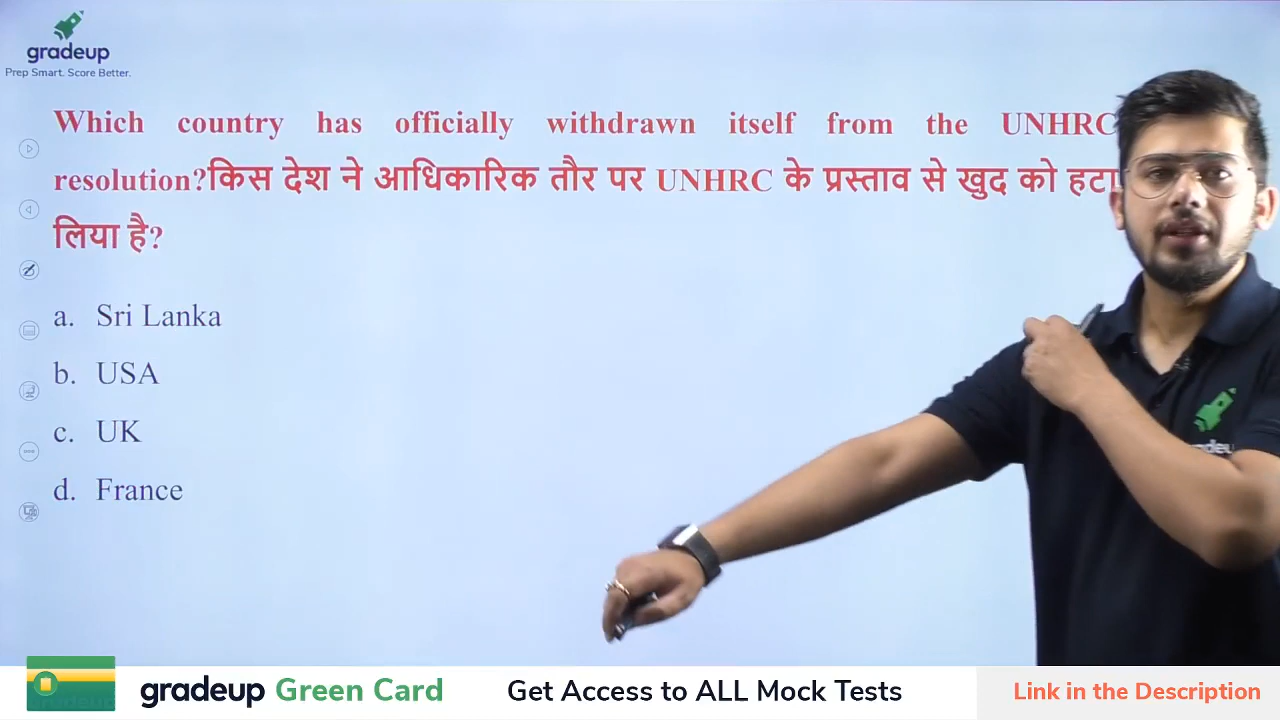 gradeup
Prep Smart. Score Better.
Which country has officially withdrawn itself from the UNHRC
resolution?किस देश ने आधिकारिक तौर पर UNHRC के प्रस्ताव से खुद को हटा
लिया है?
a. Sri Lanka
b. USA
c. UK
d. France
gradeup Green Card
Get Access to ALL Mock Tests
Link in the Description